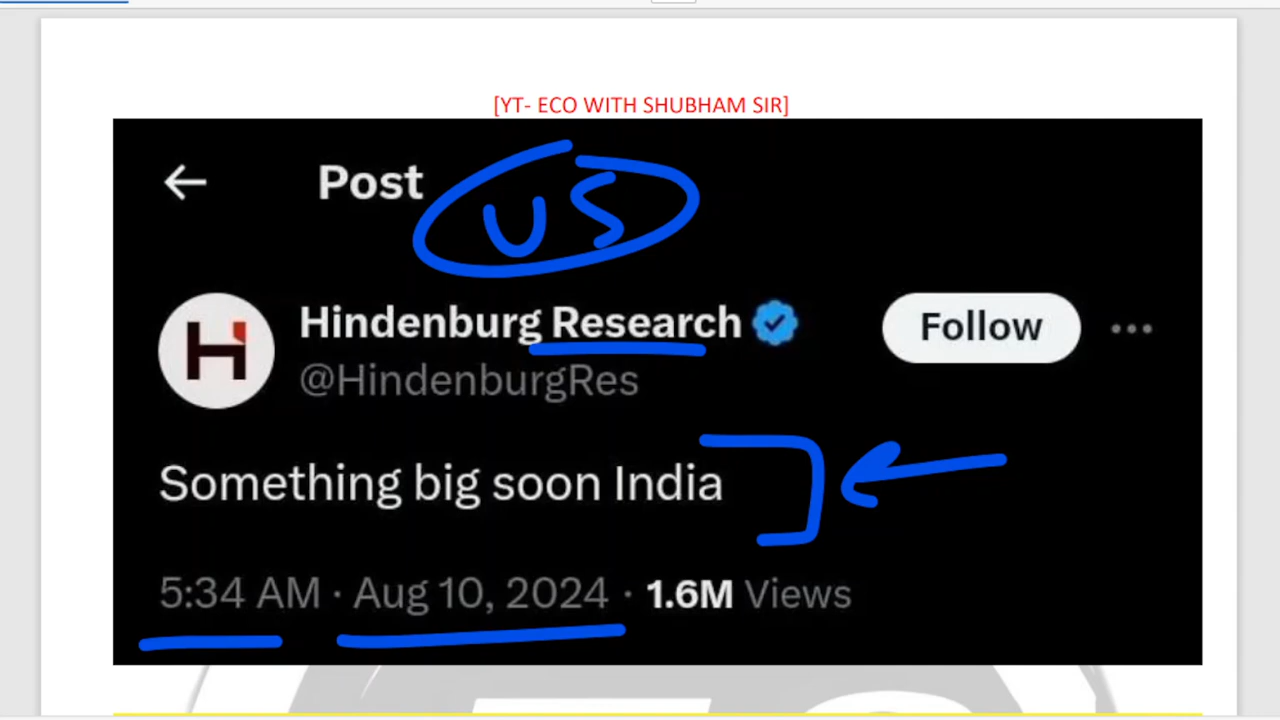 [YT- ECO WITH SHUBHAM SIR]
Post
US
Hindenburg Research
Follow
@HindenburgRes
Something big soon India
5:34 AM · Aug 10, 2024 · 1.6M Views